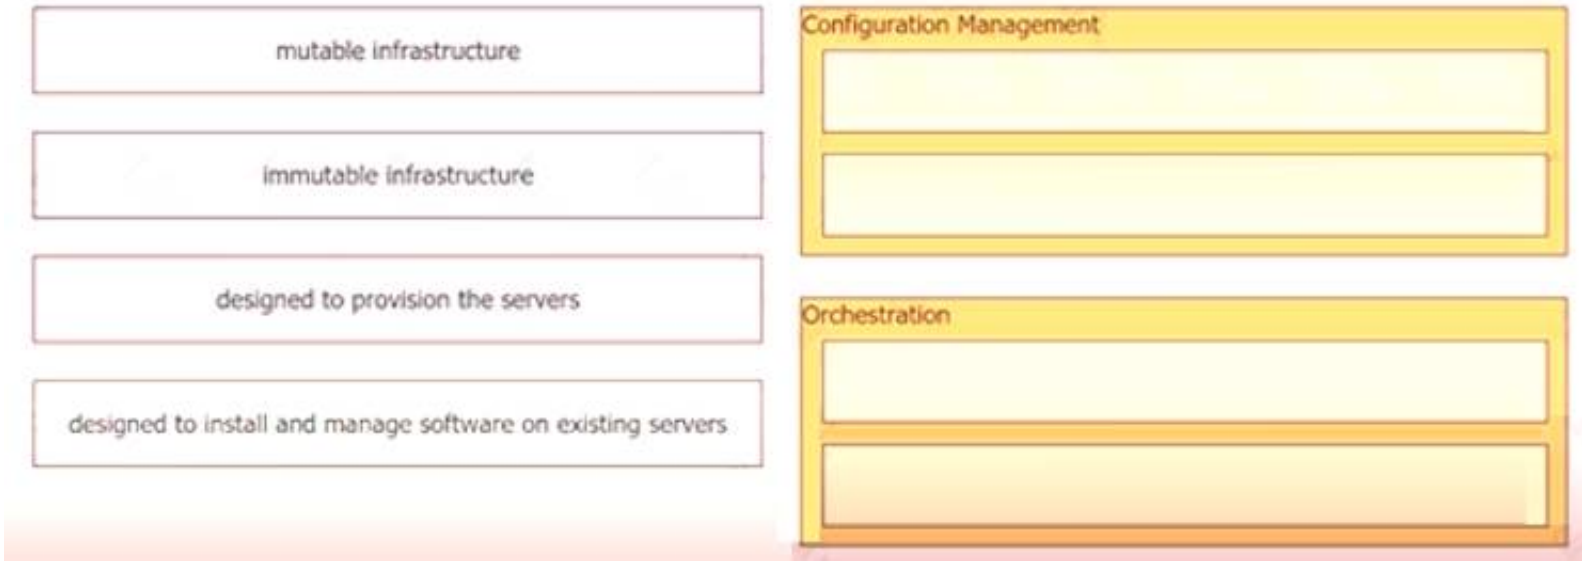 mutable infrastructure
immutable infrastructure
designed to provision the servers
designed to install and manage software on existing servers
Configuration Management
Orchestration